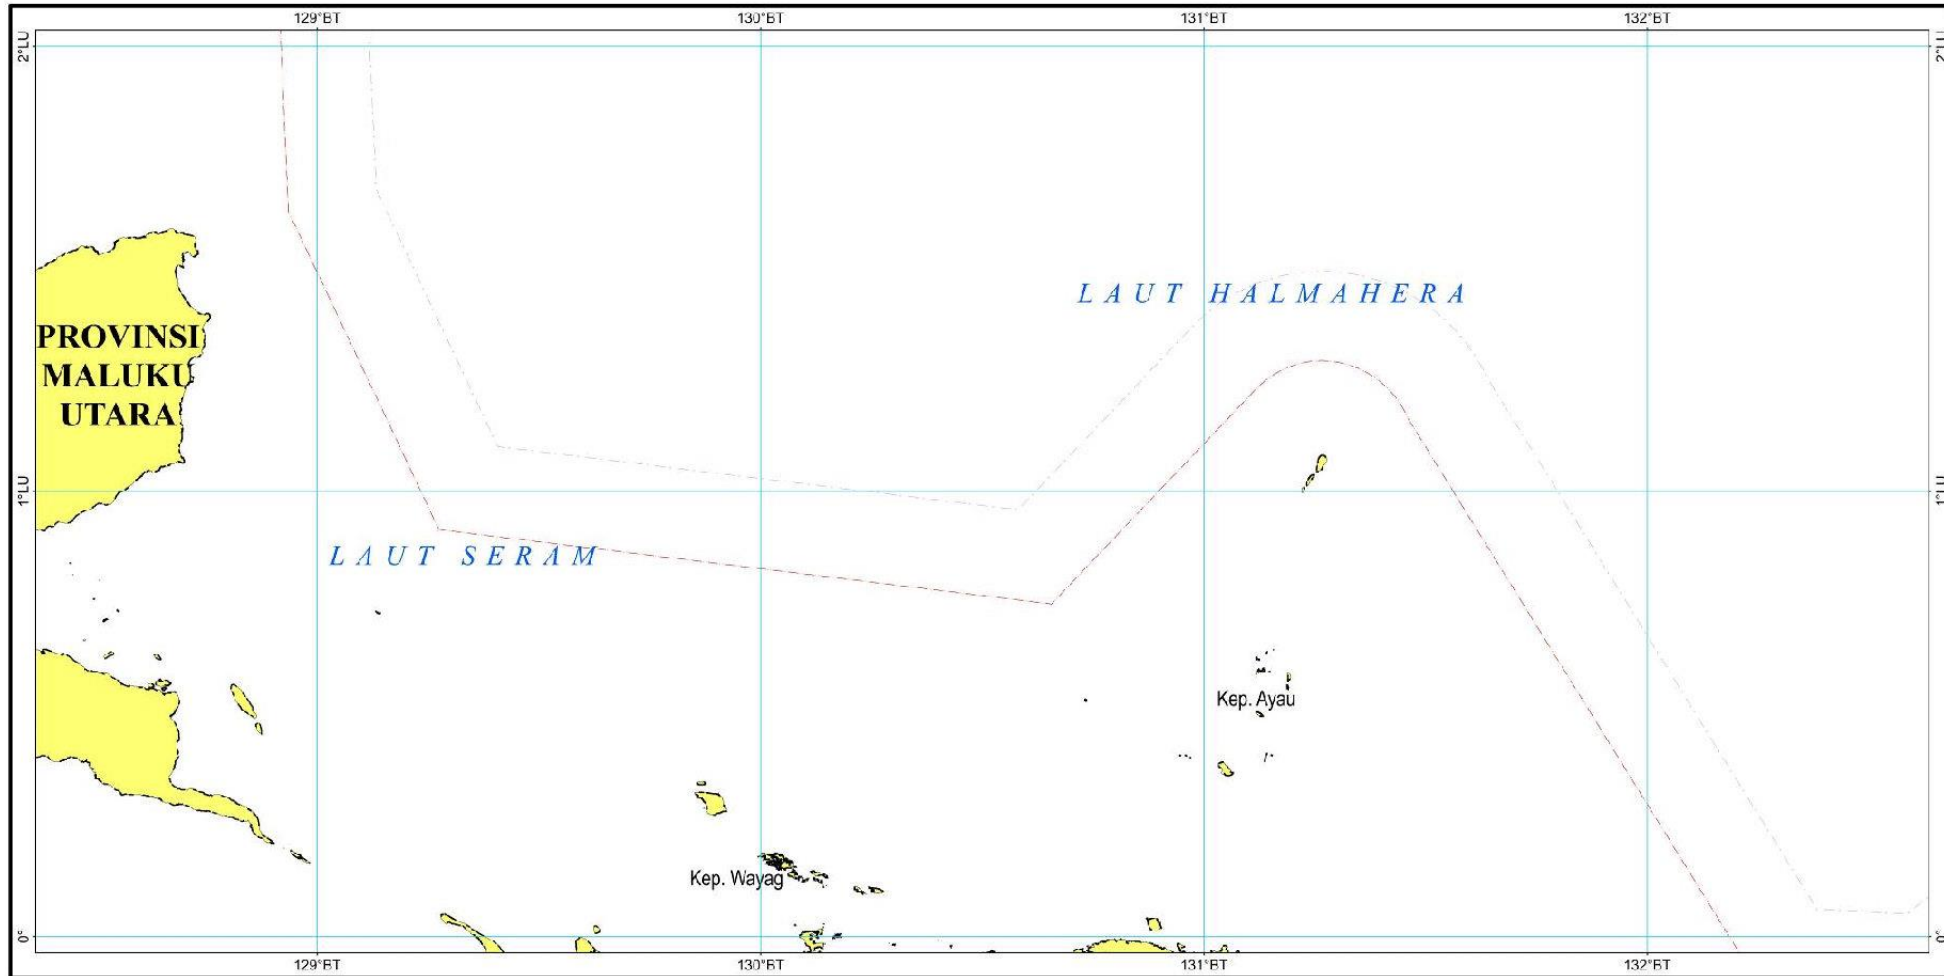 129°BT 130°BT 131°BT 132°BT
2°LU 2°LU
LAUT HALMAHERA
PROVINSI
MALUKU
UTARA
1°LU 1°LU
LAUT SERAM
Kep. Ayau
Kep. Wayag
0° 0°
129°BT 130°BT 131°BT 132°BT